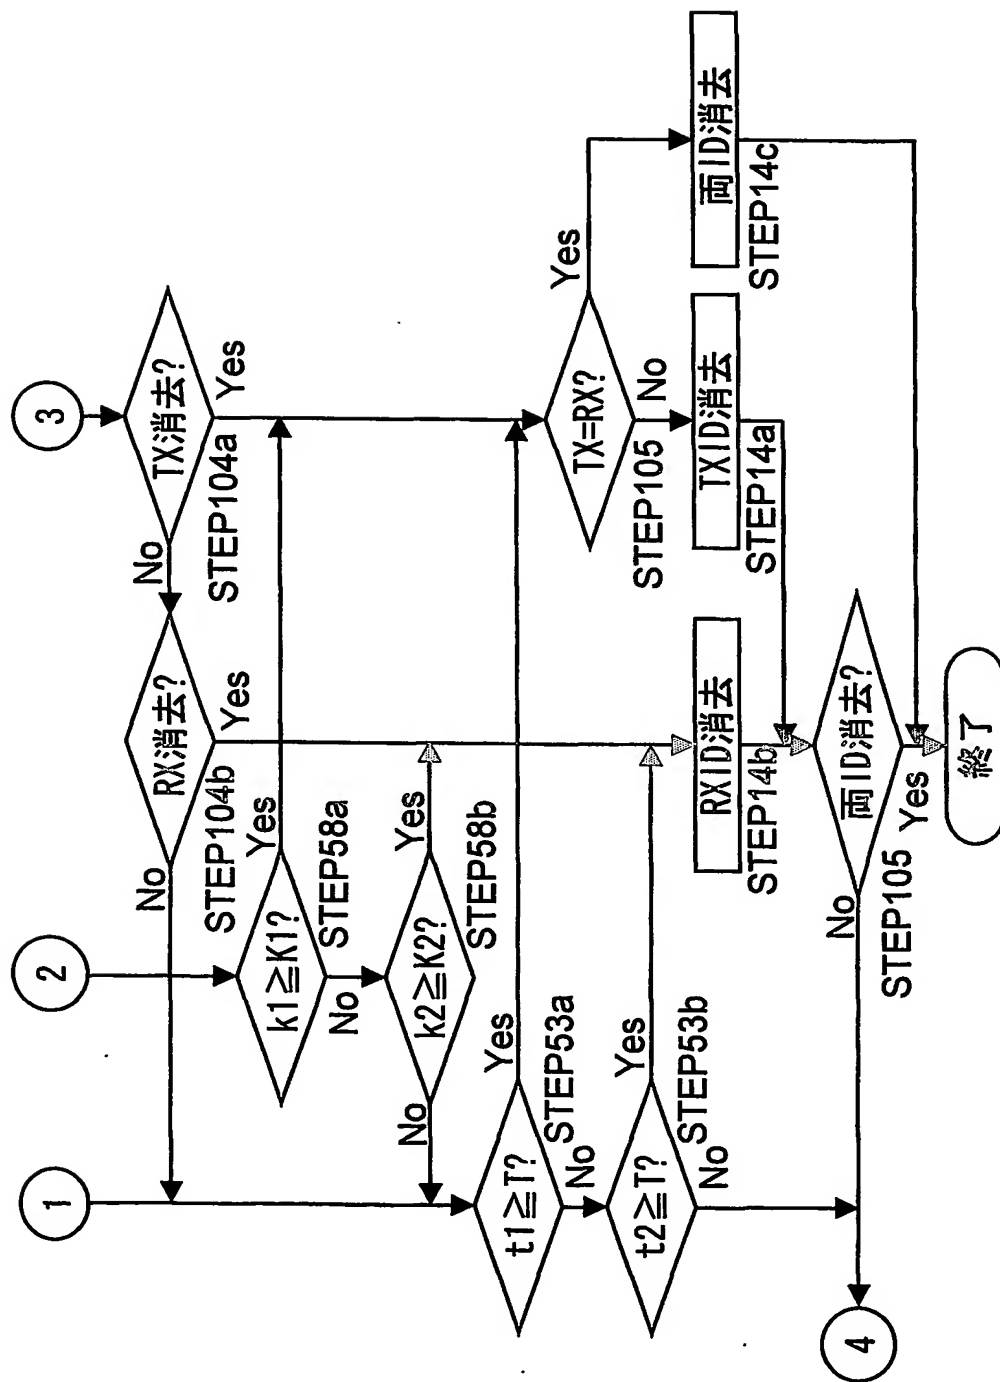 3
TX消去?
Yes
No
STEP104a
RX消去?
Yes
No
STEP104b
2
k1≧K1?
Yes
No
STEP58a
k2≧K2?
Yes
No
STEP58b
1
t1≧T?
Yes
No
STEP53a
t2≧T?
Yes
No
STEP53b
TX=RX?
Yes
No
STEP105
両ID消去
STEP14c
TXID消去
STEP14a
RXID消去
STEP14b
両ID消去?
No
Yes
STEP105
終了
4